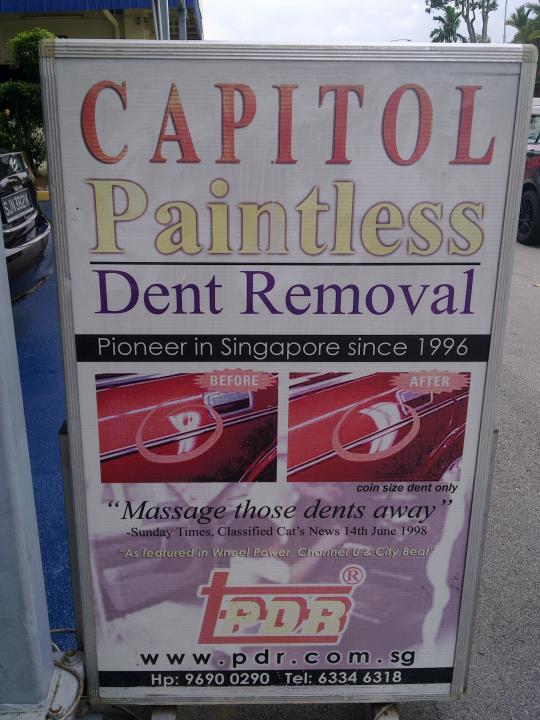 CAPITOL
Paintless
Dent Removal
Pioneer in Singapore since 1996
BEFORE
AFTER
coin size dent only
"Massage those dents away"
-Sunday Times, Classified Cat's News 14th June 1998
"As featured in Wheel Power, Channel U & City Beat"
PDR®
www.pdr.com.sg
Hp: 9690 0290 Tel: 6334 6318